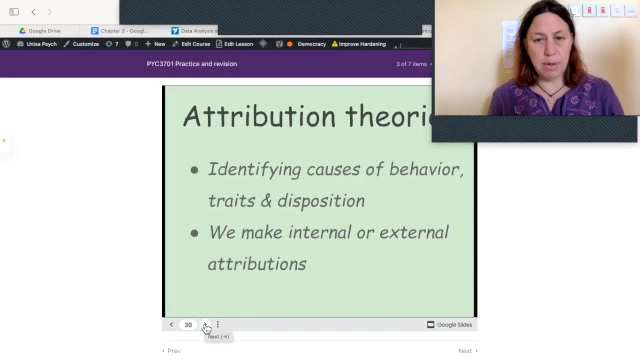 Google Drive
Chapter 3 - Googl
Data Analysis a
Unisa Psych Customize 7 0 New Edit Course Edit Lesson Democracy Improve Hardening
PYC3701 Practice and revision
3 of 7 items
Attribution theori
● Identifying causes of behavior,
traits & disposition
● We make internal or external
attributions
30
Google Slides
Next (→)
‹ Prev
Next ›